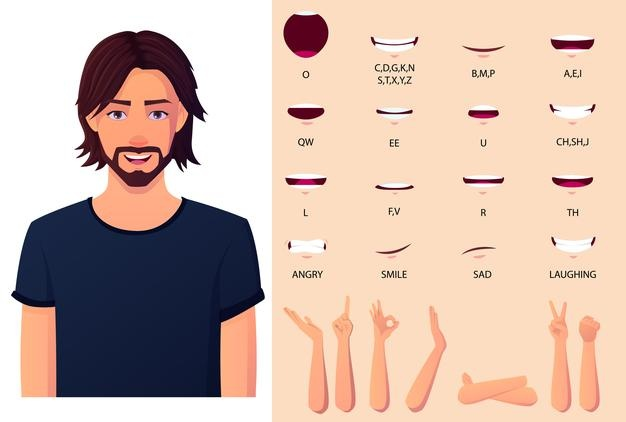 O
C,D,G,K,N
S,T,X,Y,Z
B,M,P
A,E,I
QW
EE
U
CH,SH,J
L
F,V
R
TH
ANGRY
SMILE
SAD
LAUGHING